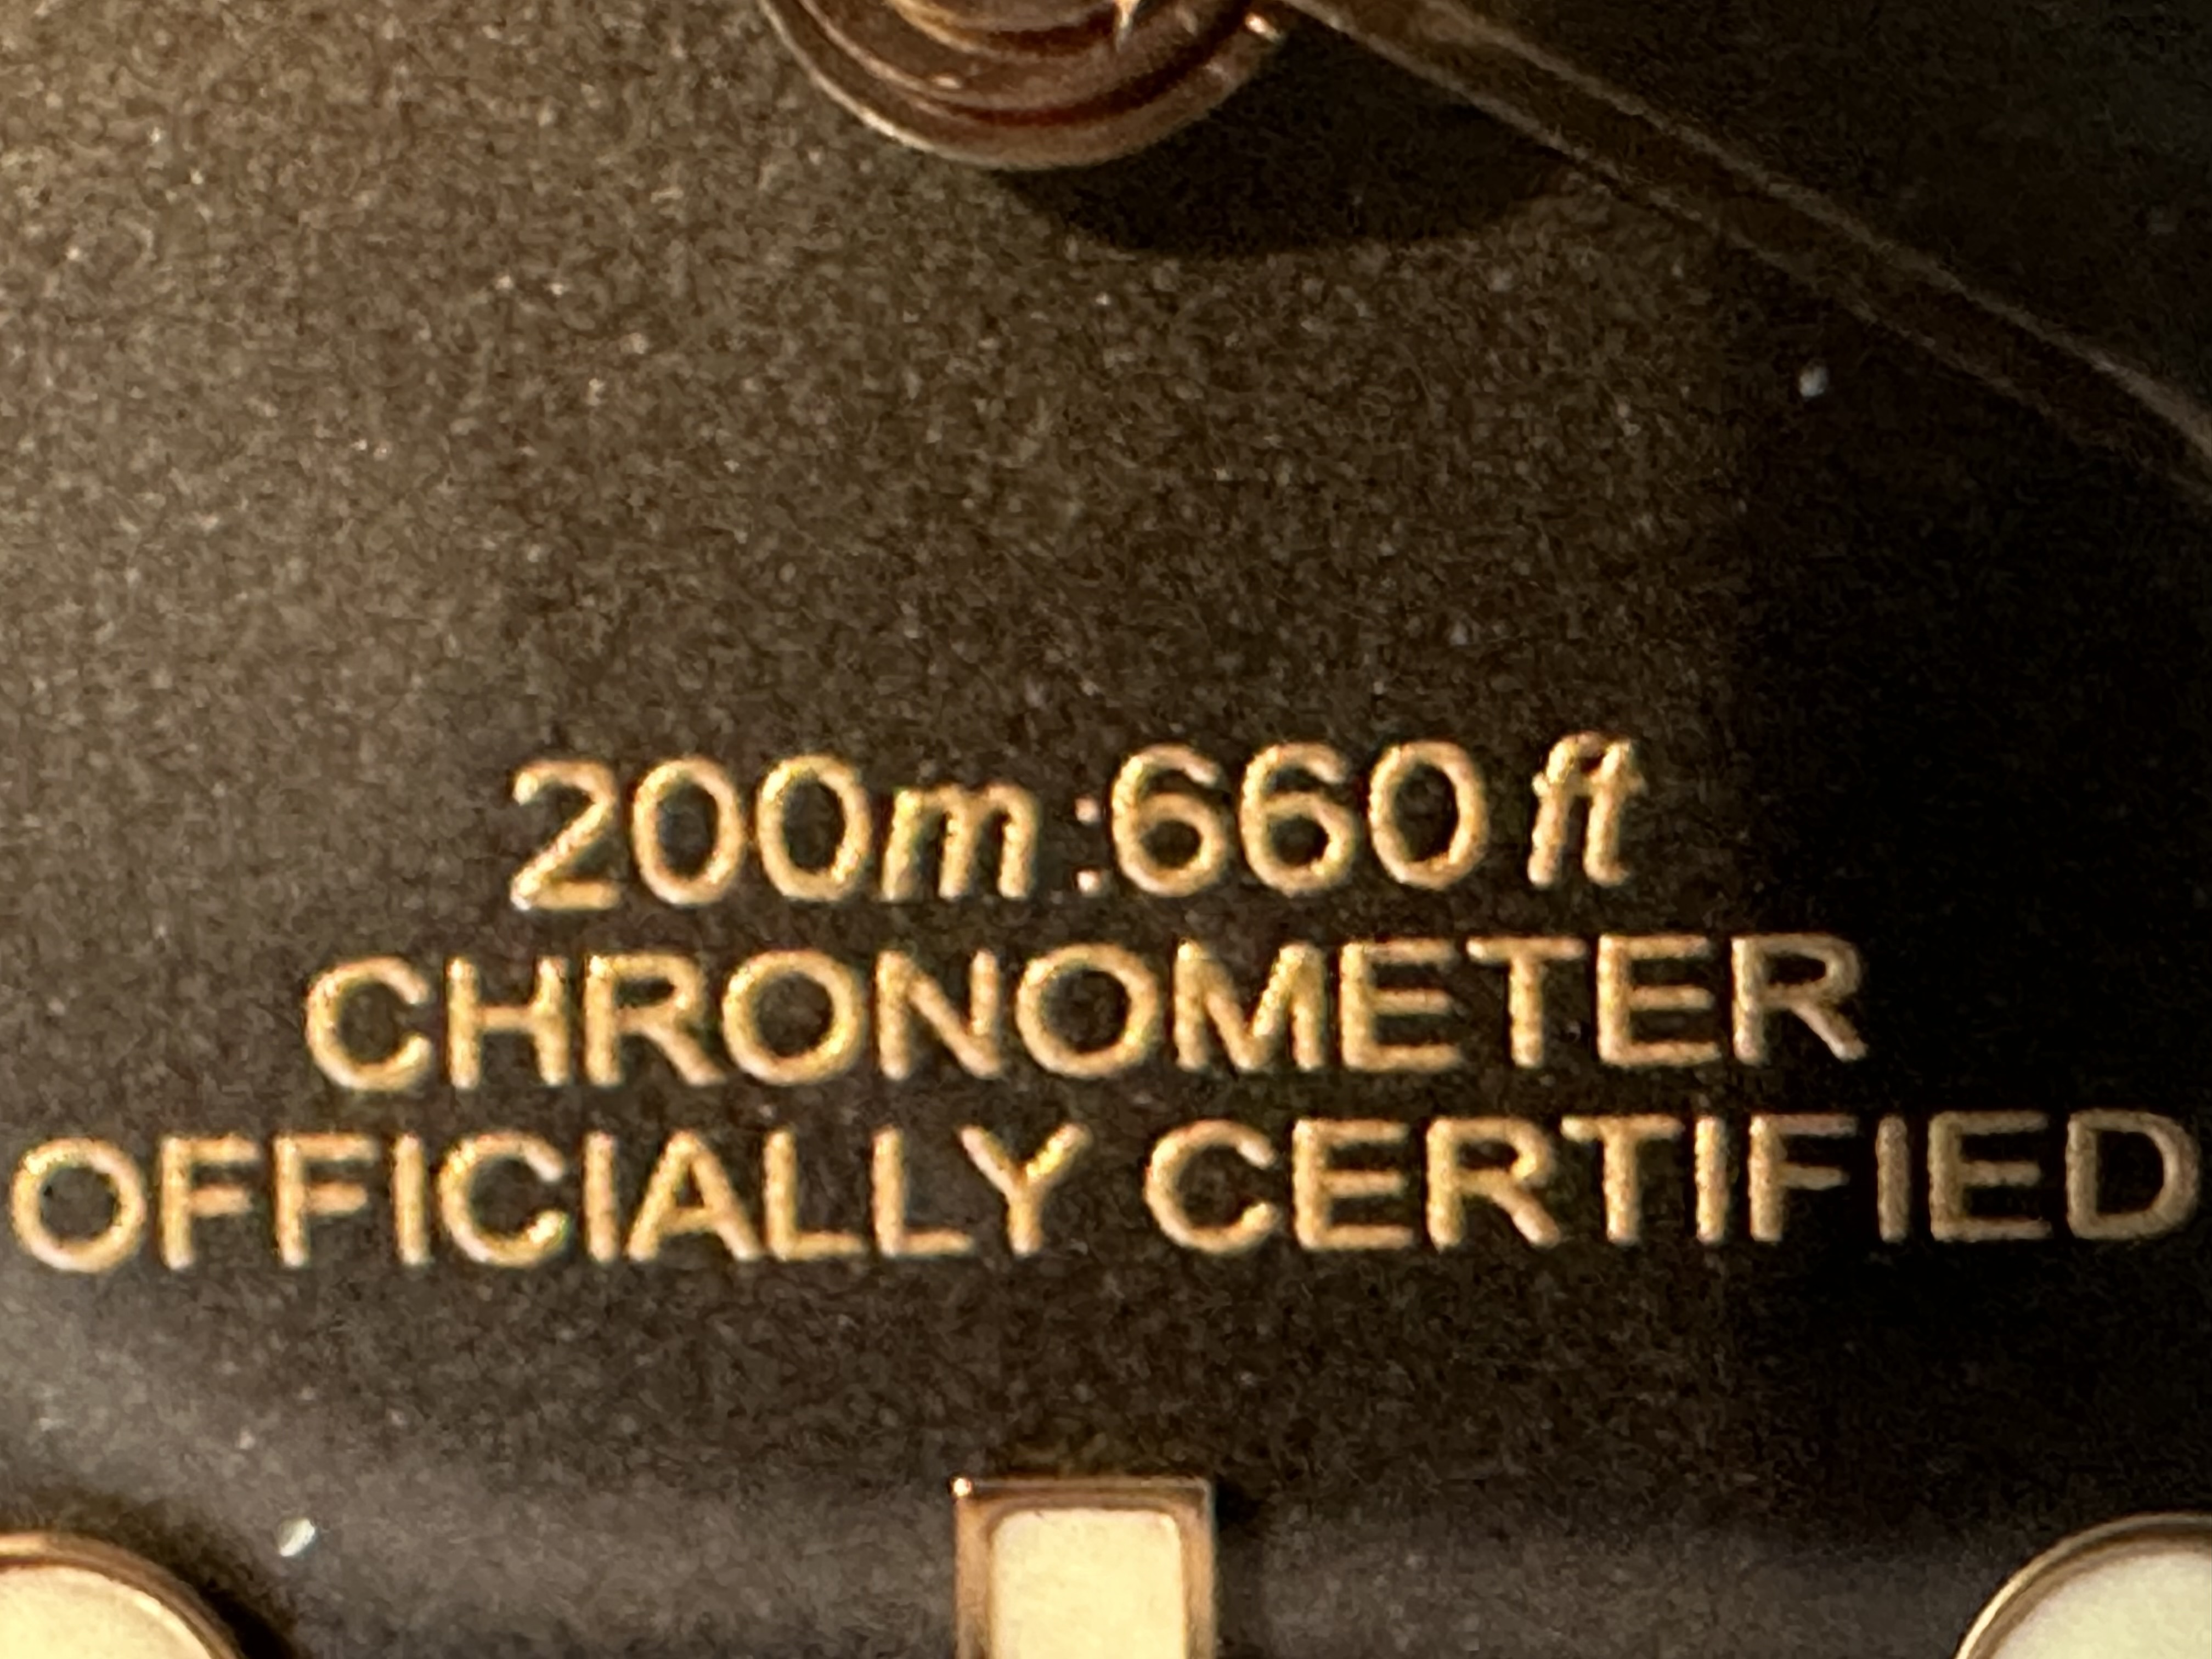 200m:660ft
CHRONOMETER
OFFICIALLY CERTIFIED